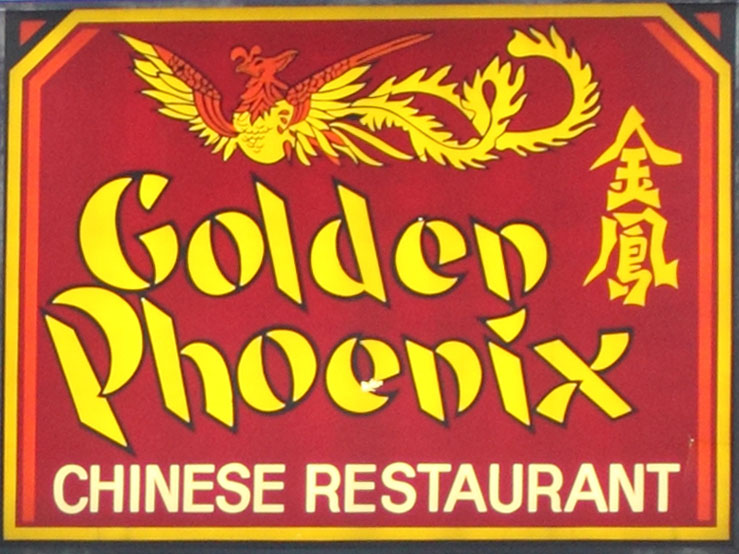 Golden
金鳳
Phoenix
CHINESE RESTAURANT